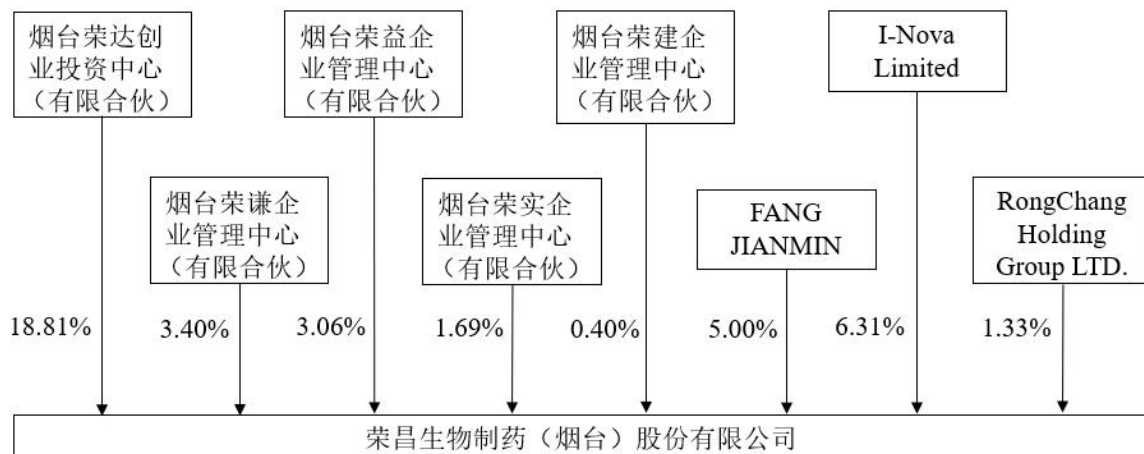 烟台荣达创
业投资中心
（有限合伙）
烟台荣益企
业管理中心
（有限合伙）
烟台荣建企
业管理中心
（有限合伙）
I-Nova
Limited
烟台荣谦企
业管理中心
（有限合伙）
烟台荣实企
业管理中心
（有限合伙）
FANG
JIANMIN
RongChang
Holding
Group LTD.
18.81%
3.40%
3.06%
1.69%
0.40%
5.00%
6.31%
1.33%
荣昌生物制药（烟台）股份有限公司